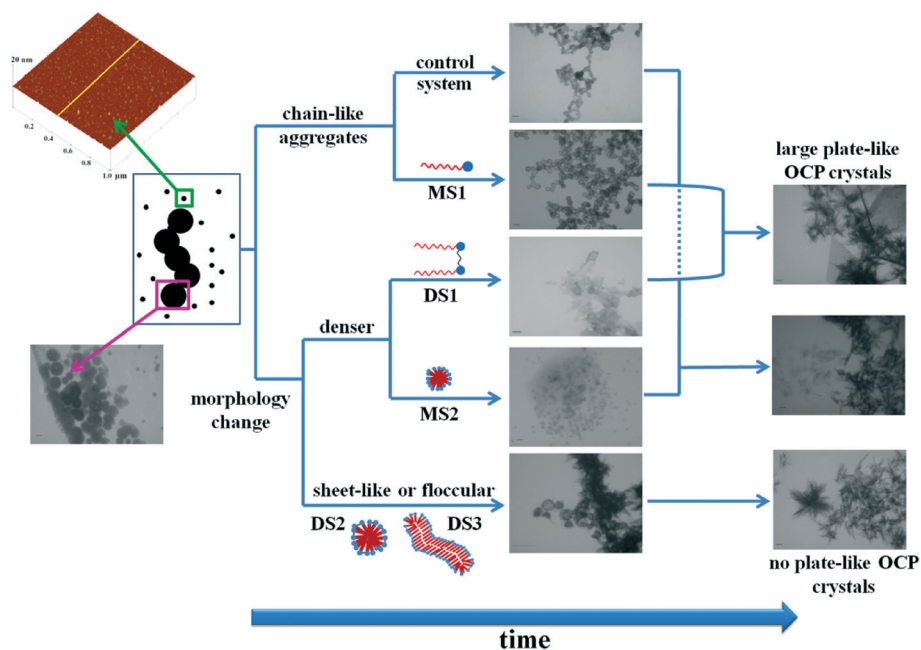 20 nm
0.2
0.4
0.6
0.8
1.0 µm
chain-like
aggregates
control
system
MS1
DS1
denser
MS2
morphology
change
sheet-like or floccular
DS2
DS3
large plate-like
OCP crystals
no plate-like OCP
crystals
time